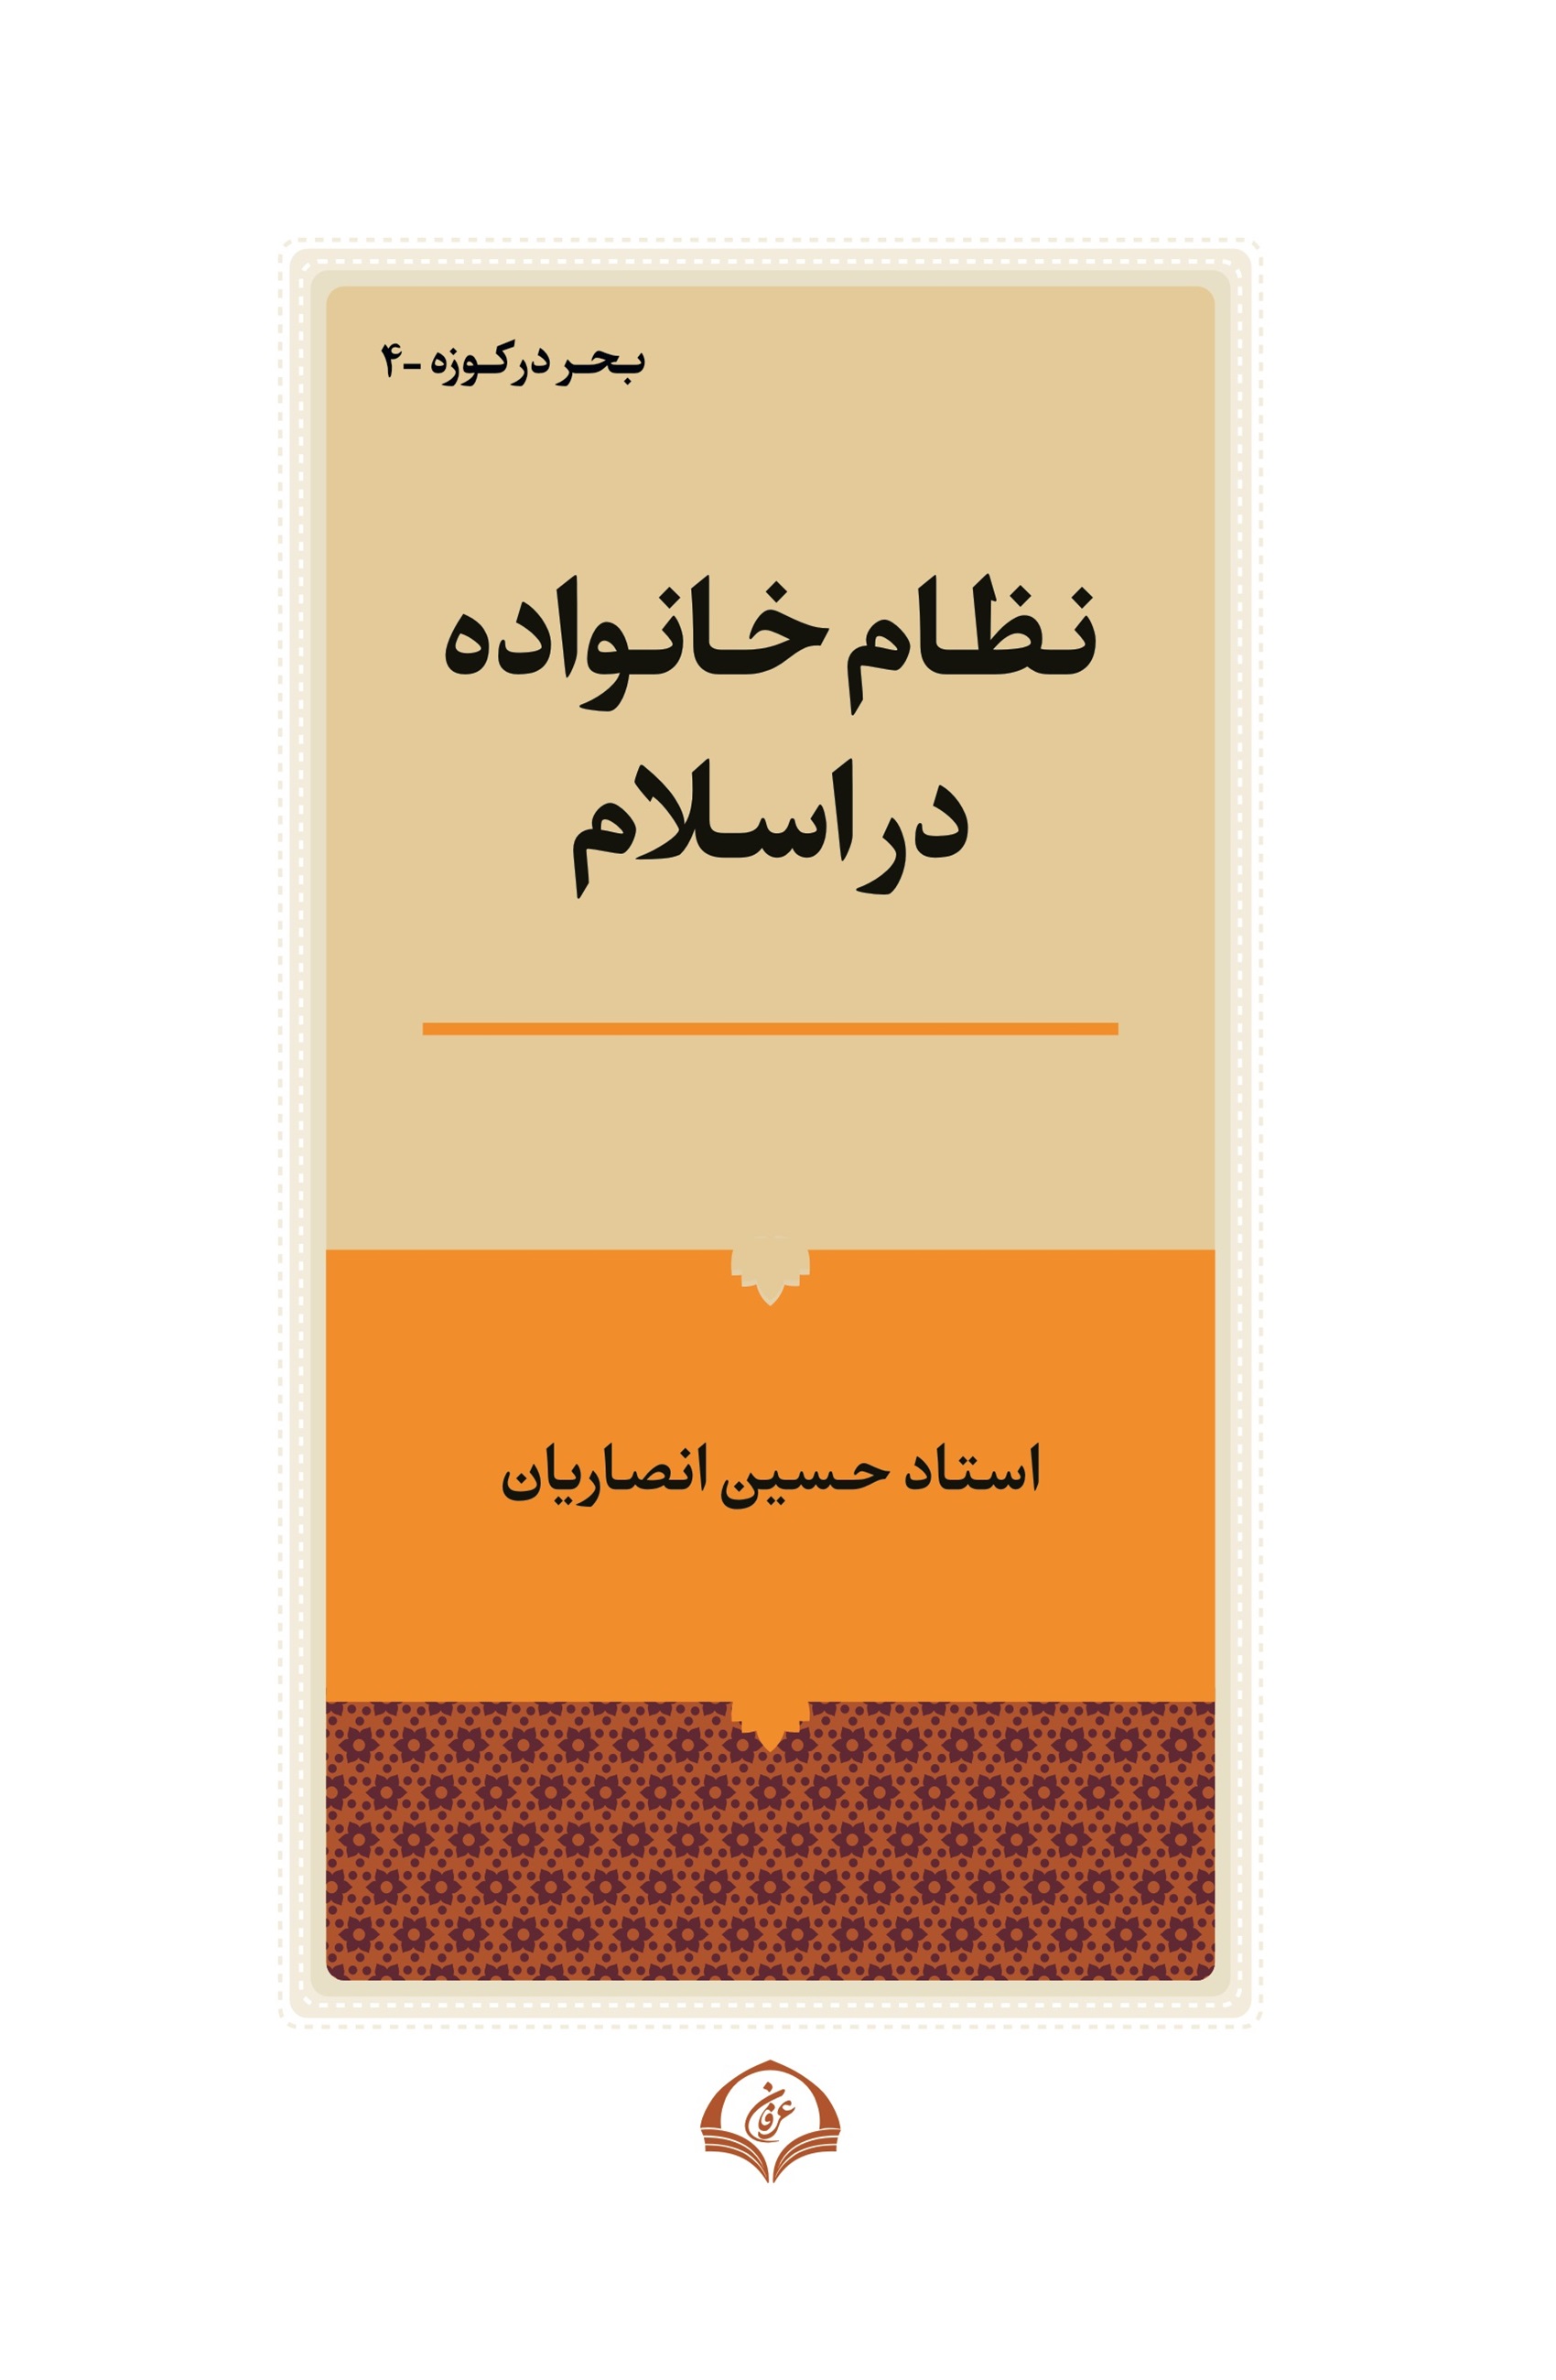 بحر در کوزه -۴
نظام خانواده
در اسلام
استاد حسین انصاریان